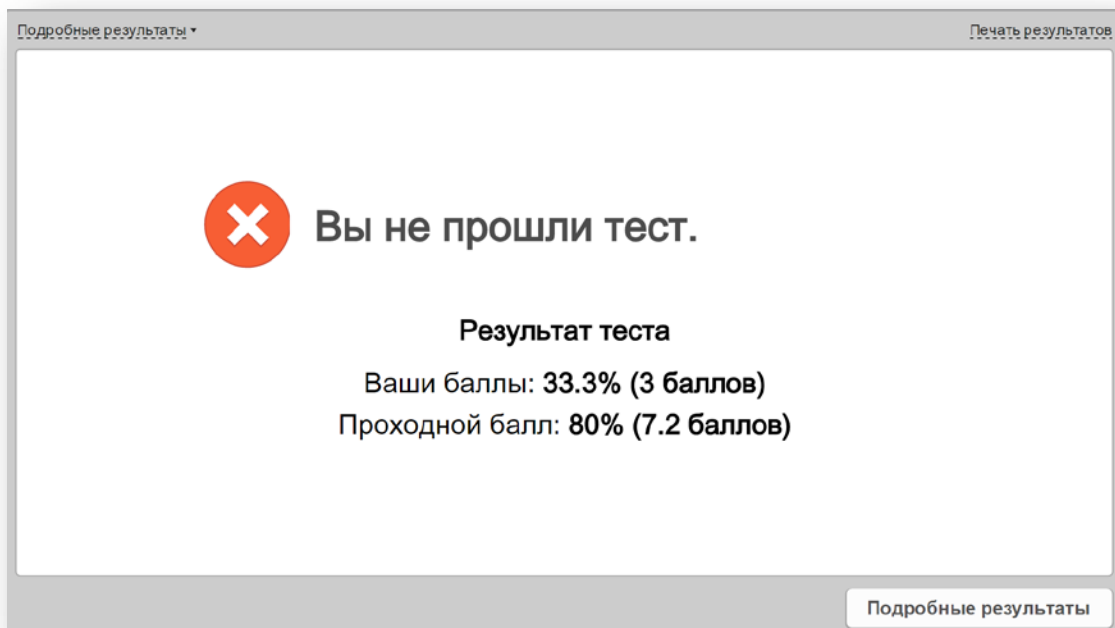 Подробные результаты
Печать результатов
Вы не прошли тест.
Результат теста
Ваши баллы: 33.3% (3 баллов)
Проходной балл: 80% (7.2 баллов)
Подробные результаты